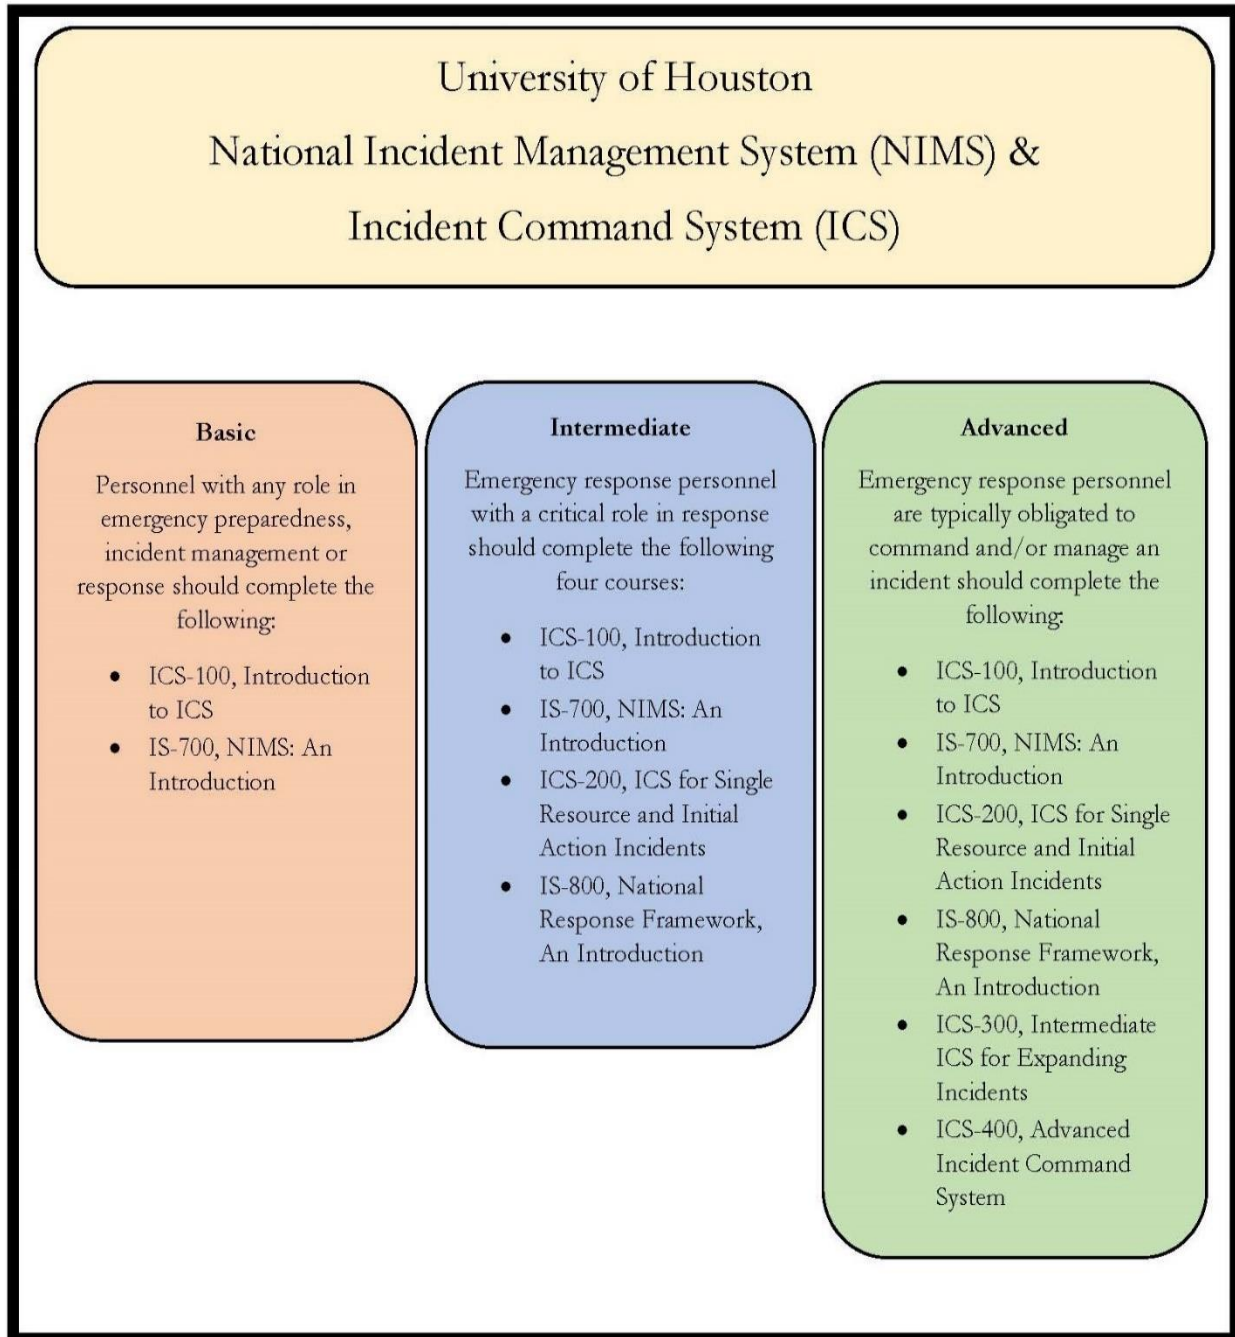 University of Houston
National Incident Management System (NIMS) &
Incident Command System (ICS)
Basic
Personnel with any role in
emergency preparedness,
incident management or
response should complete the
following:
• ICS-100, Introduction
to ICS
• IS-700, NIMS: An
Introduction
Intermediate
Emergency response personnel
with a critical role in response
should complete the following
four courses:
• ICS-100, Introduction
to ICS
• IS-700, NIMS: An
Introduction
• ICS-200, ICS for Single
Resource and Initial
Action Incidents
• IS-800, National
Response Framework,
An Introduction
Advanced
Emergency response personnel
are typically obligated to
command and/or manage an
incident should complete the
following:
• ICS-100, Introduction
to ICS
• IS-700, NIMS: An
Introduction
• ICS-200, ICS for Single
Resource and Initial
Action Incidents
• IS-800, National
Response Framework,
An Introduction
• ICS-300, Intermediate
ICS for Expanding
Incidents
• ICS-400, Advanced
Incident Command
System